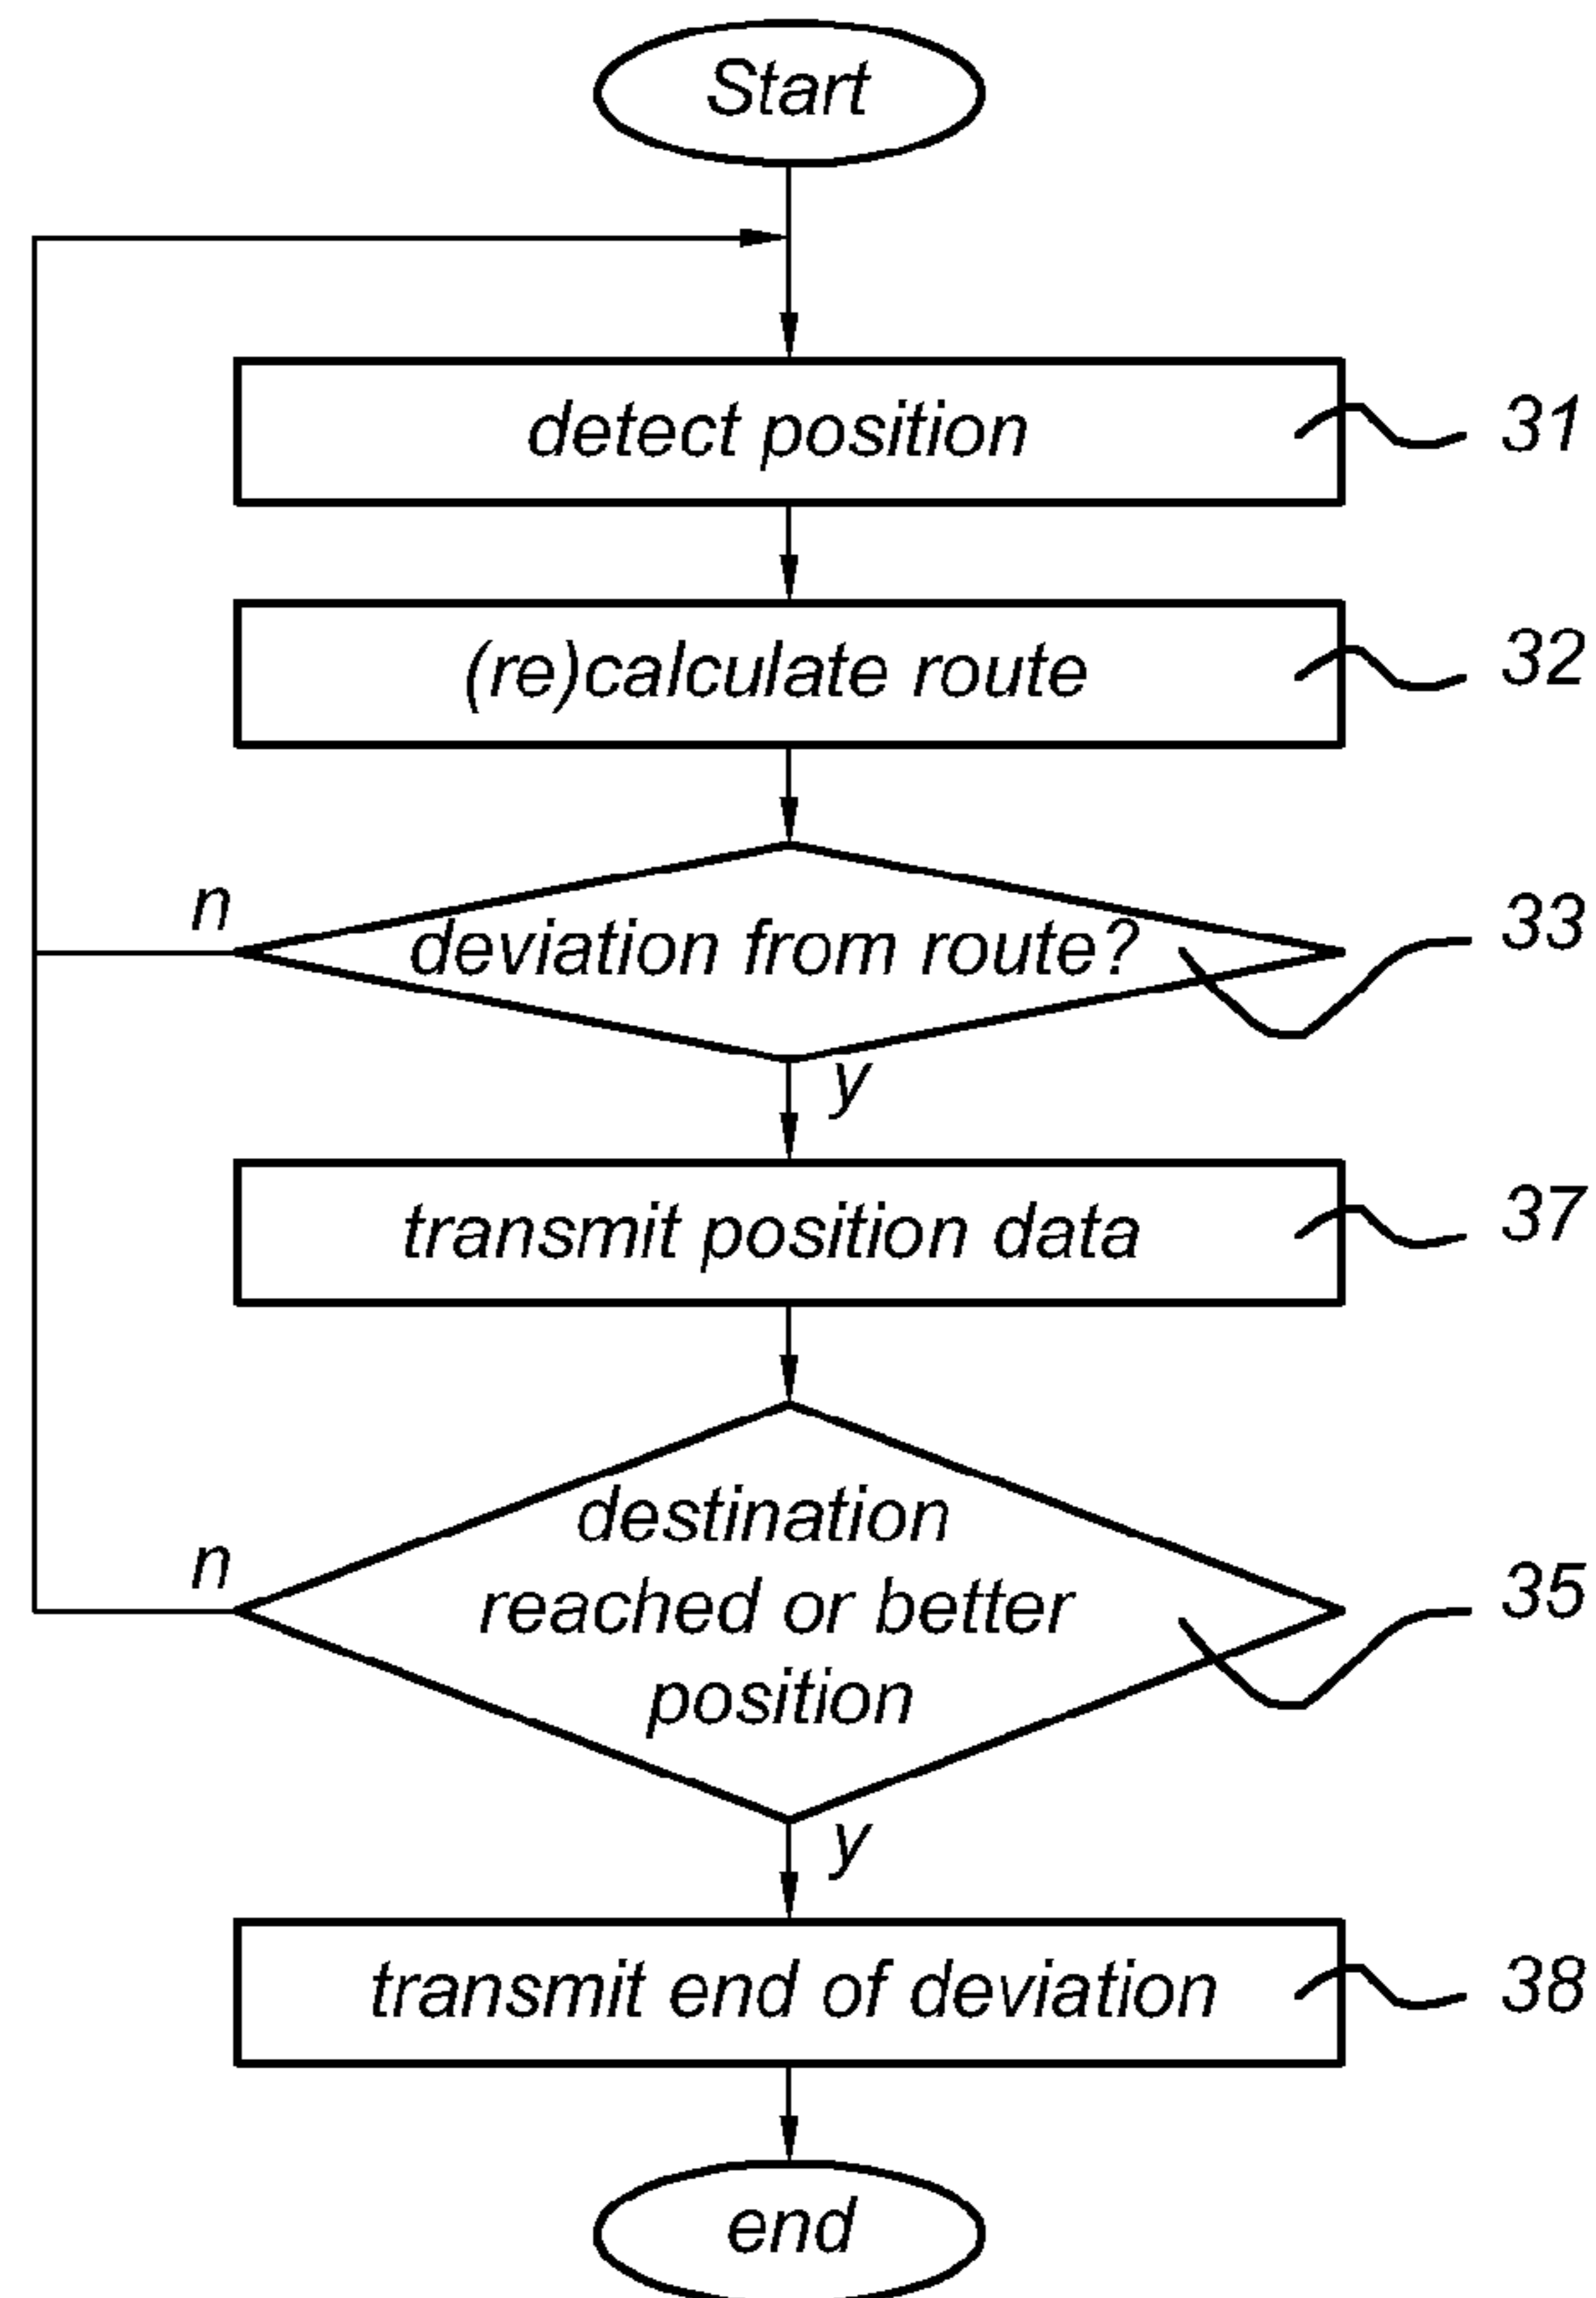 Start
detect position 31
(re)calculate route 32
n
deviation from route? 33
y
transmit position data 37
destination
n
reached or better 35
position
y
transmit end of deviation 38
end